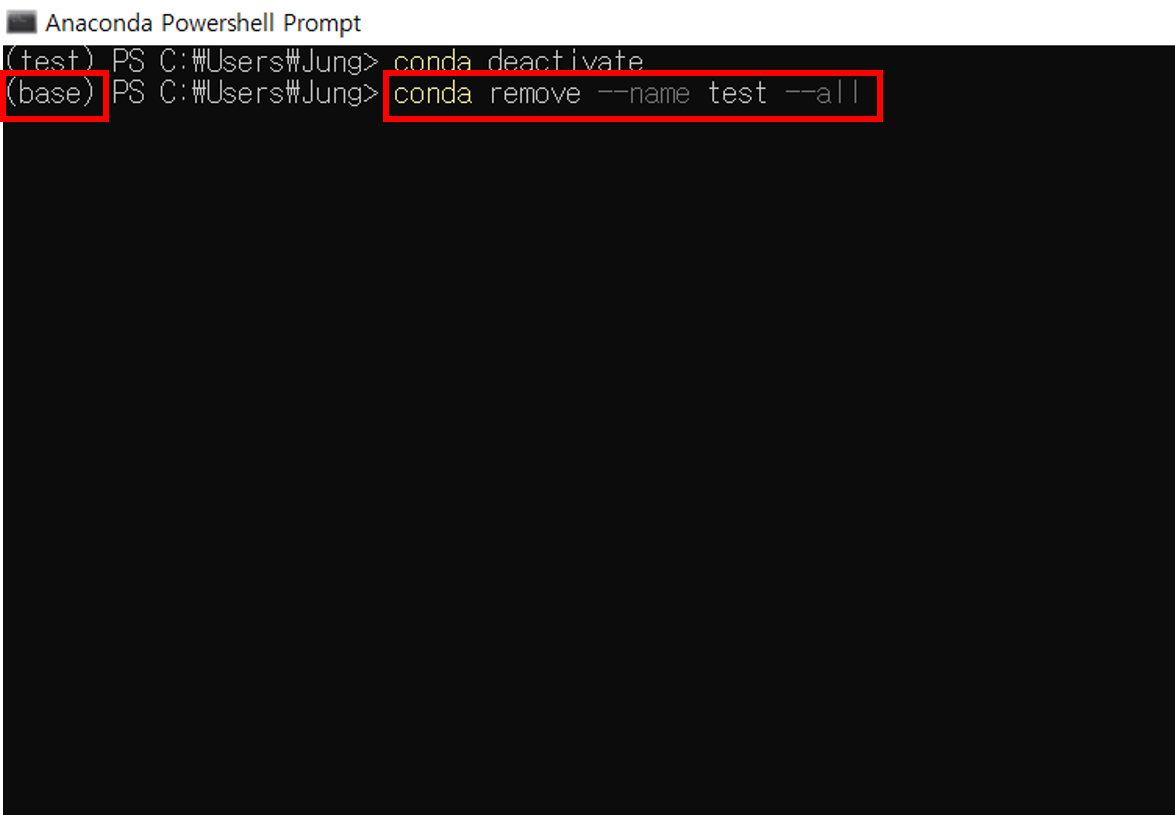 Anaconda Powershell Prompt
(test) PS C:₩Users₩Jung> conda deactivate
(base) PS C:₩Users₩Jung> conda remove --name test --all